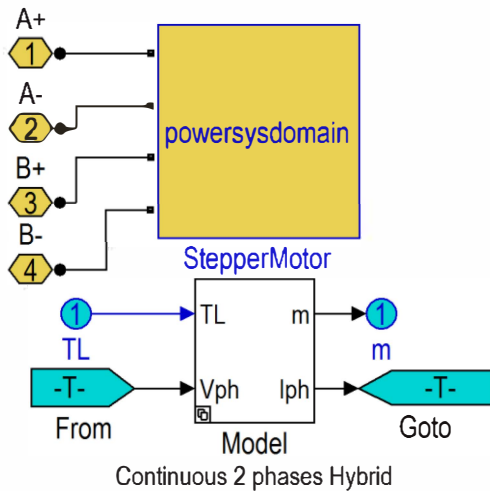 A+
1
A-
2
powersysdomain
B+
3
B-
4
StepperMotor
1
TL
TL
m
1
m
-T-
From
Vph
Iph
-T-
Goto
Model
Continuous 2 phases Hybrid